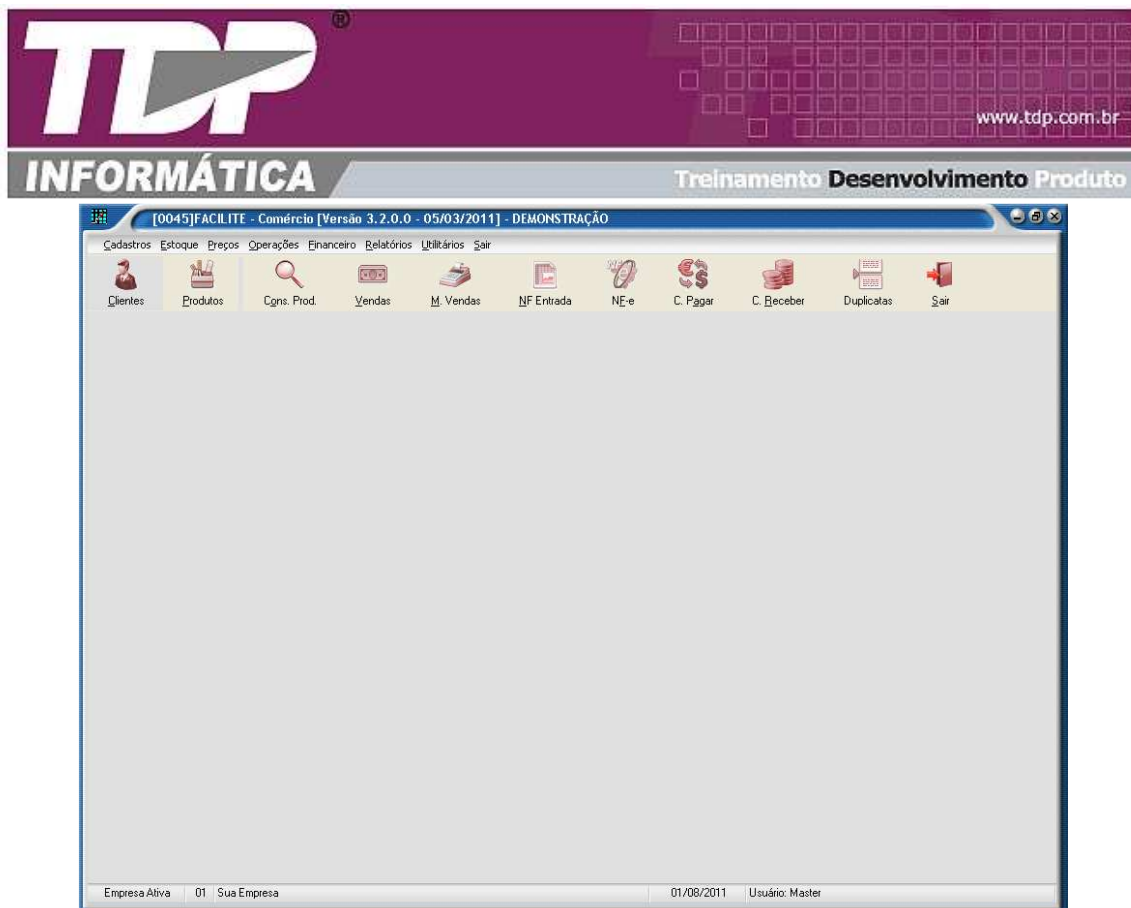 TDP®
www.tdp.com.br
INFORMÁTICA
Treinamento Desenvolvimento Produto
[0045]FACILITE - Comércio [Versão 3.2.0.0 - 05/03/2011] - DEMONSTRAÇÃO
Cadastros Estoque Preços Operações Financeiro Relatórios Utilitários Sair
Clientes Produtos Cons. Prod. Vendas M. Vendas NF Entrada NF-e C. Pagar C. Receber Duplicatas Sair
Empresa Ativa 01 Sua Empresa 01/08/2011 Usuário: Master